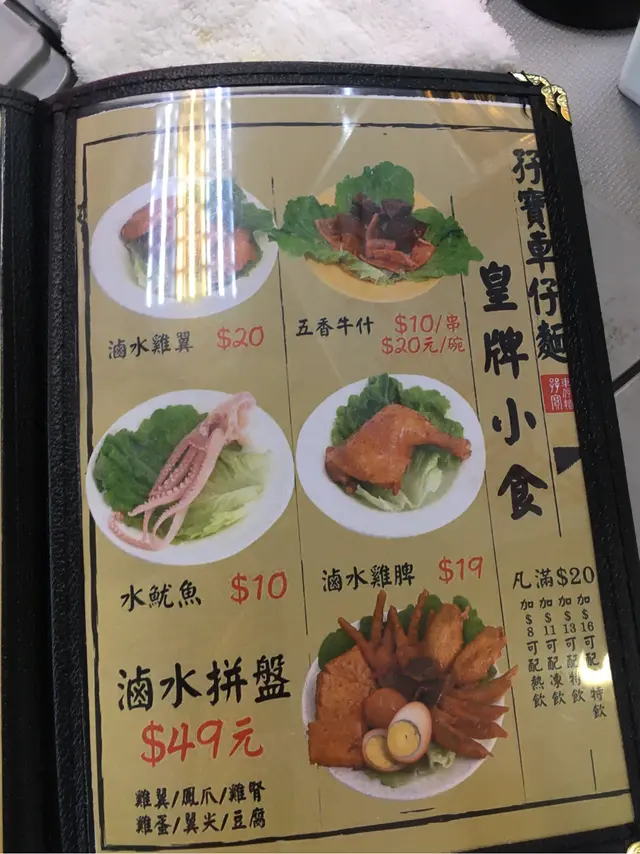 孖寶車仔麵
皇牌小食
滷水雞翼 $20
五香牛什 $10/串
$20元/碗
水魷魚 $10
滷水雞脾 $19
滷水拼盤
$49元
雞翼/鳳爪/雞腎
雞蛋/翼尖/豆腐
凡滿$20
加$8可配熱飲
加$11可配凍飲
加$13可配特飲
加$16可配 特飲